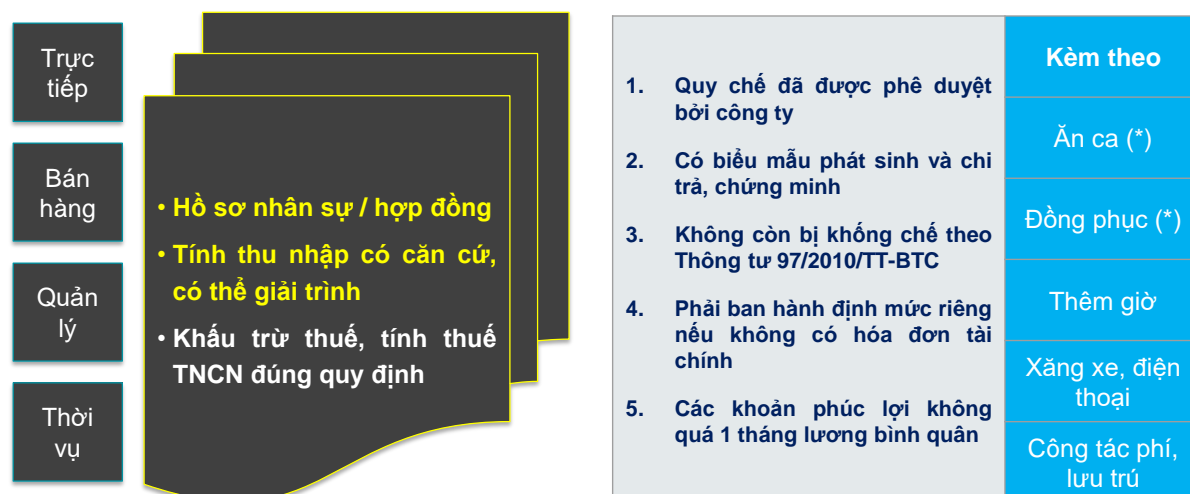 Trực
tiếp
Bán
hàng
Quản
lý
Thời
vụ
• Hồ sơ nhân sự / hợp đồng
• Tính thu nhập có căn cứ,
có thể giải trình
• Khấu trừ thuế, tính thuế
TNCN đúng quy định
1. Quy chế đã được phê duyệt
bởi công ty
2. Có biểu mẫu phát sinh và chi
trả, chứng minh
3. Không còn bị khống chế theo
Thông tư 97/2010/TT-BTC
4. Phải ban hành định mức riêng
nếu không có hóa đơn tài
chính
5. Các khoản phúc lợi không
quá 1 tháng lương bình quân
Kèm theo
Ăn ca (*)
Đồng phục (*)
Thêm giờ
Xăng xe, điện
thoại
Công tác phí,
lưu trú